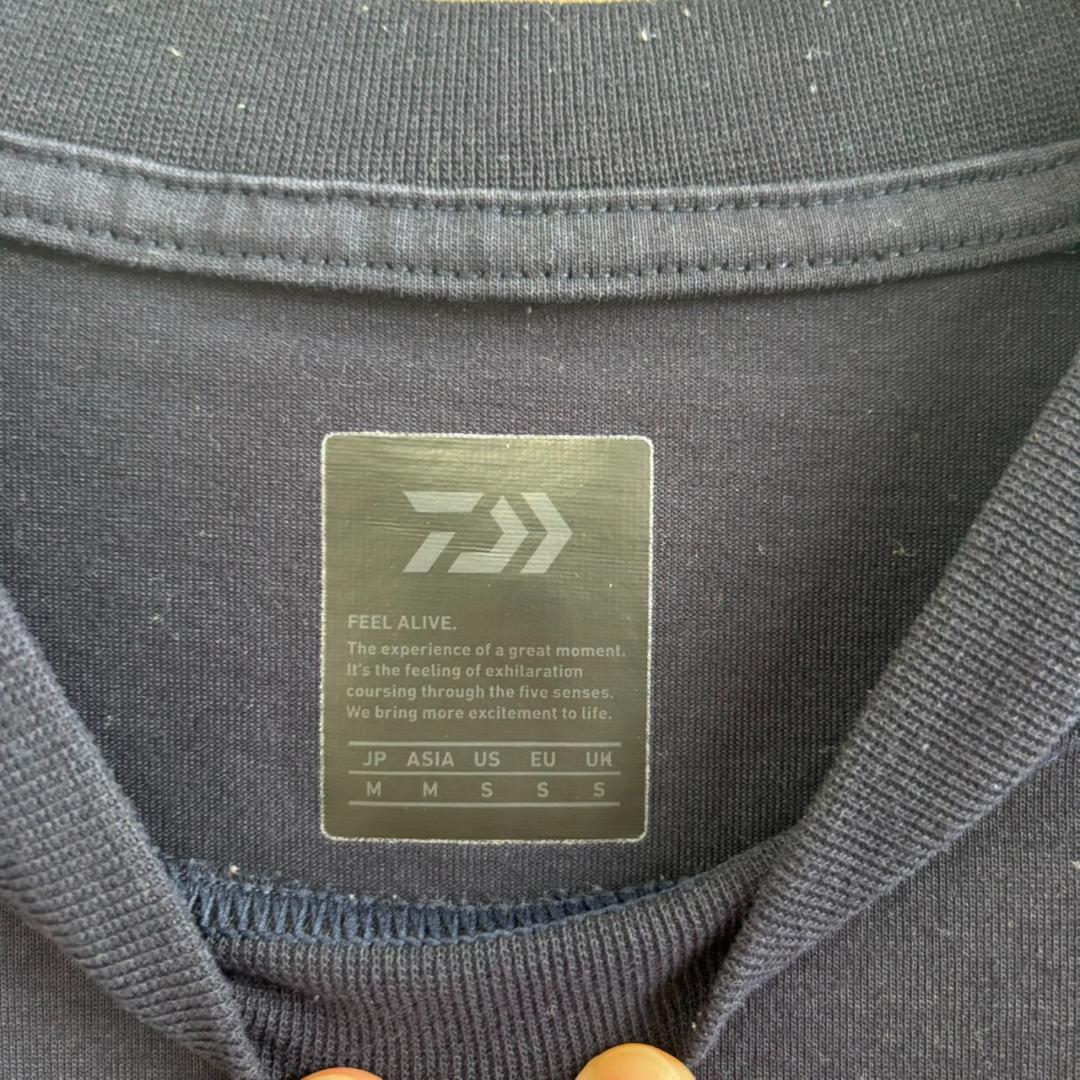 FEEL ALIVE.
The experience of a great moment.
It's the feeling of exhilaration
coursing through the five senses.
We bring more excitement to life.
JP ASIA US EU UK
M M S S S